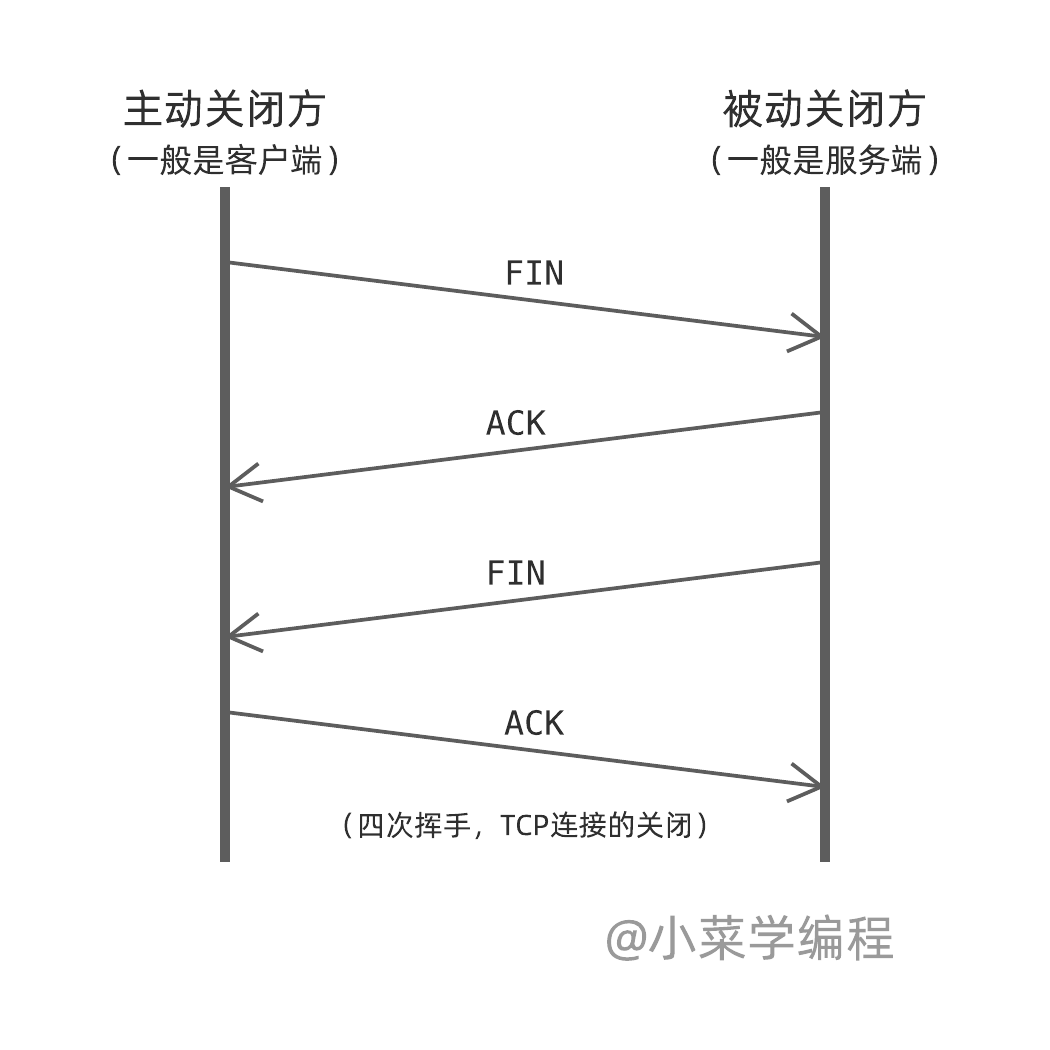 主动关闭方
被动关闭方
（一般是客户端）
（一般是服务端）
FIN
ACK
FIN
ACK
（四次挥手，TCP连接的关闭）
@小菜学编程